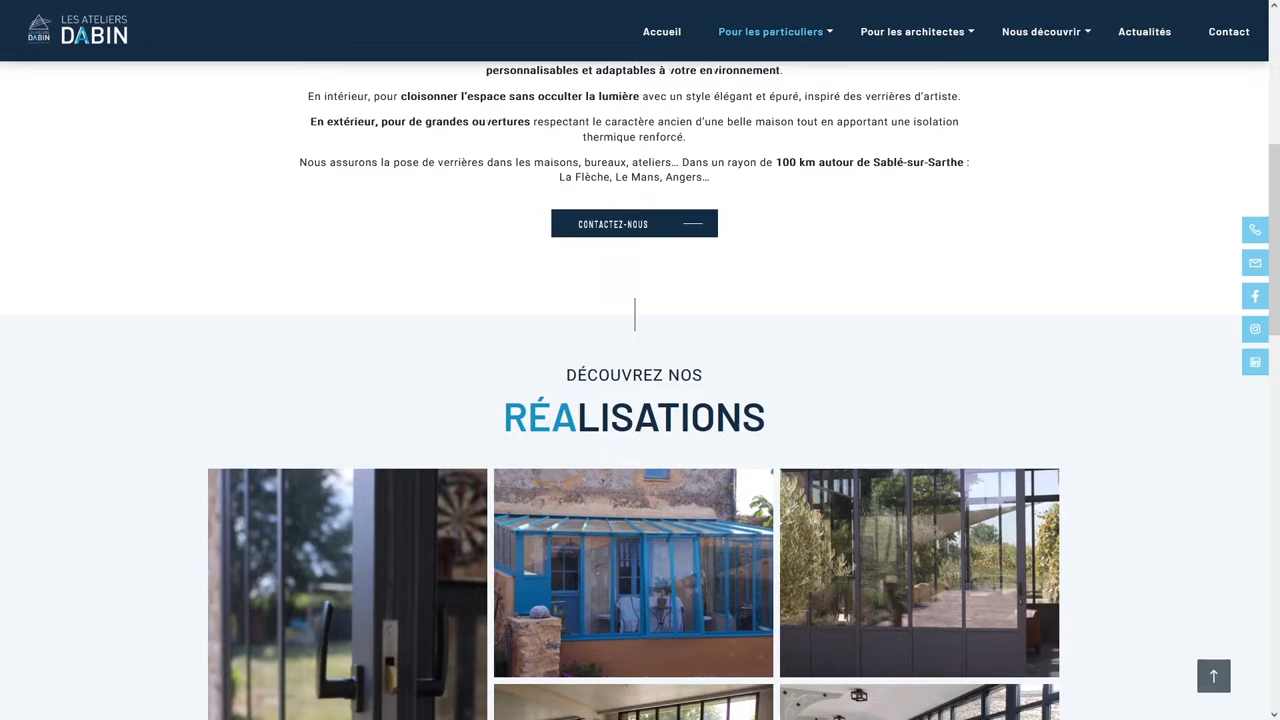 LES ATELIERS
DABIN
Accueil
Pour les particuliers
Pour les architectes
Nous découvrir
Actualités
Contact
personnalisables et adaptables à votre environnement.
En intérieur, pour cloisonner l’espace sans occulter la lumière avec un style élégant et épuré, inspiré des verrières d’artiste.
En extérieur, pour de grandes ouvertures respectant le caractère ancien d’une belle maison tout en apportant une isolation
thermique renforcé.
Nous assurons la pose de verrières dans les maisons, bureaux, ateliers… Dans un rayon de 100 km autour de Sablé-sur-Sarthe :
La Flèche, Le Mans, Angers…
CONTACTEZ-NOUS
DÉCOUVREZ NOS
RÉALISATIONS